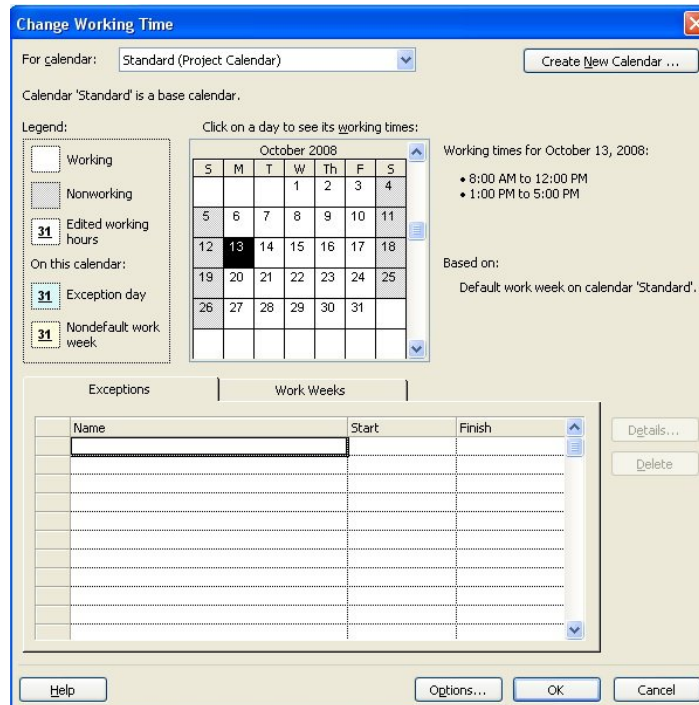 Change Working Time
For calendar: Standard (Project Calendar) Create New Calendar ...
Calendar 'Standard' is a base calendar.
Legend:
Working
Nonworking
31 Edited working
hours
On this calendar:
31 Exception day
31 Nondefault work
week
Click on a day to see its working times:
October 2008
S M T W Th F S
1 2 3 4
5 6 7 8 9 10 11
12 13 14 15 16 17 18
19 20 21 22 23 24 25
26 27 28 29 30 31
Working times for October 13, 2008:
• 8:00 AM to 12:00 PM
• 1:00 PM to 5:00 PM
Based on:
Default work week on calendar 'Standard'.
Exceptions Work Weeks
Name Start Finish
Details...
Delete
Help Options... OK Cancel